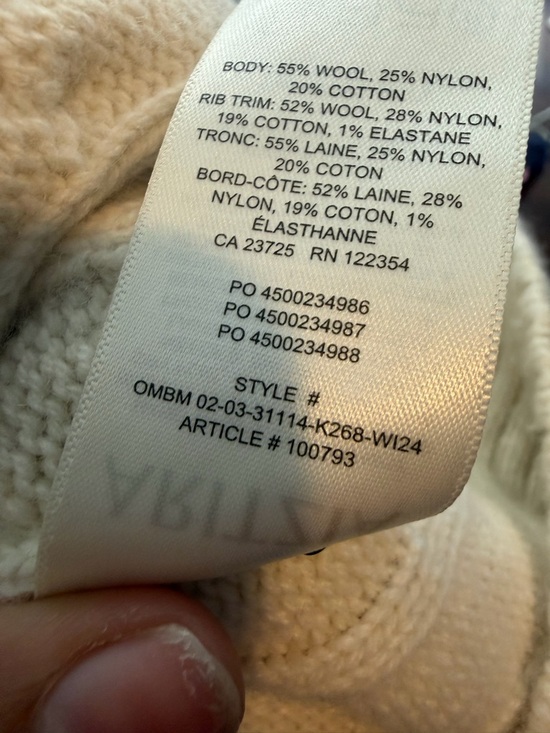 BODY: 55% WOOL, 25% NYLON,
20% COTTON
RIB TRIM: 52% WOOL, 28% NYLON,
19% COTTON, 1% ELASTANE
TRONC: 55% LAINE, 25% NYLON,
20% COTON
BORD-CÔTE: 52% LAINE, 28%
NYLON, 19% COTON, 1%
ÉLASTHANNE
CA 23725 RN 122354
PO 4500234986
PO 4500234987
PO 4500234988
STYLE #
OMBM 02-03-31114-K268-WI24
ARTICLE # 100793
ARITZIA